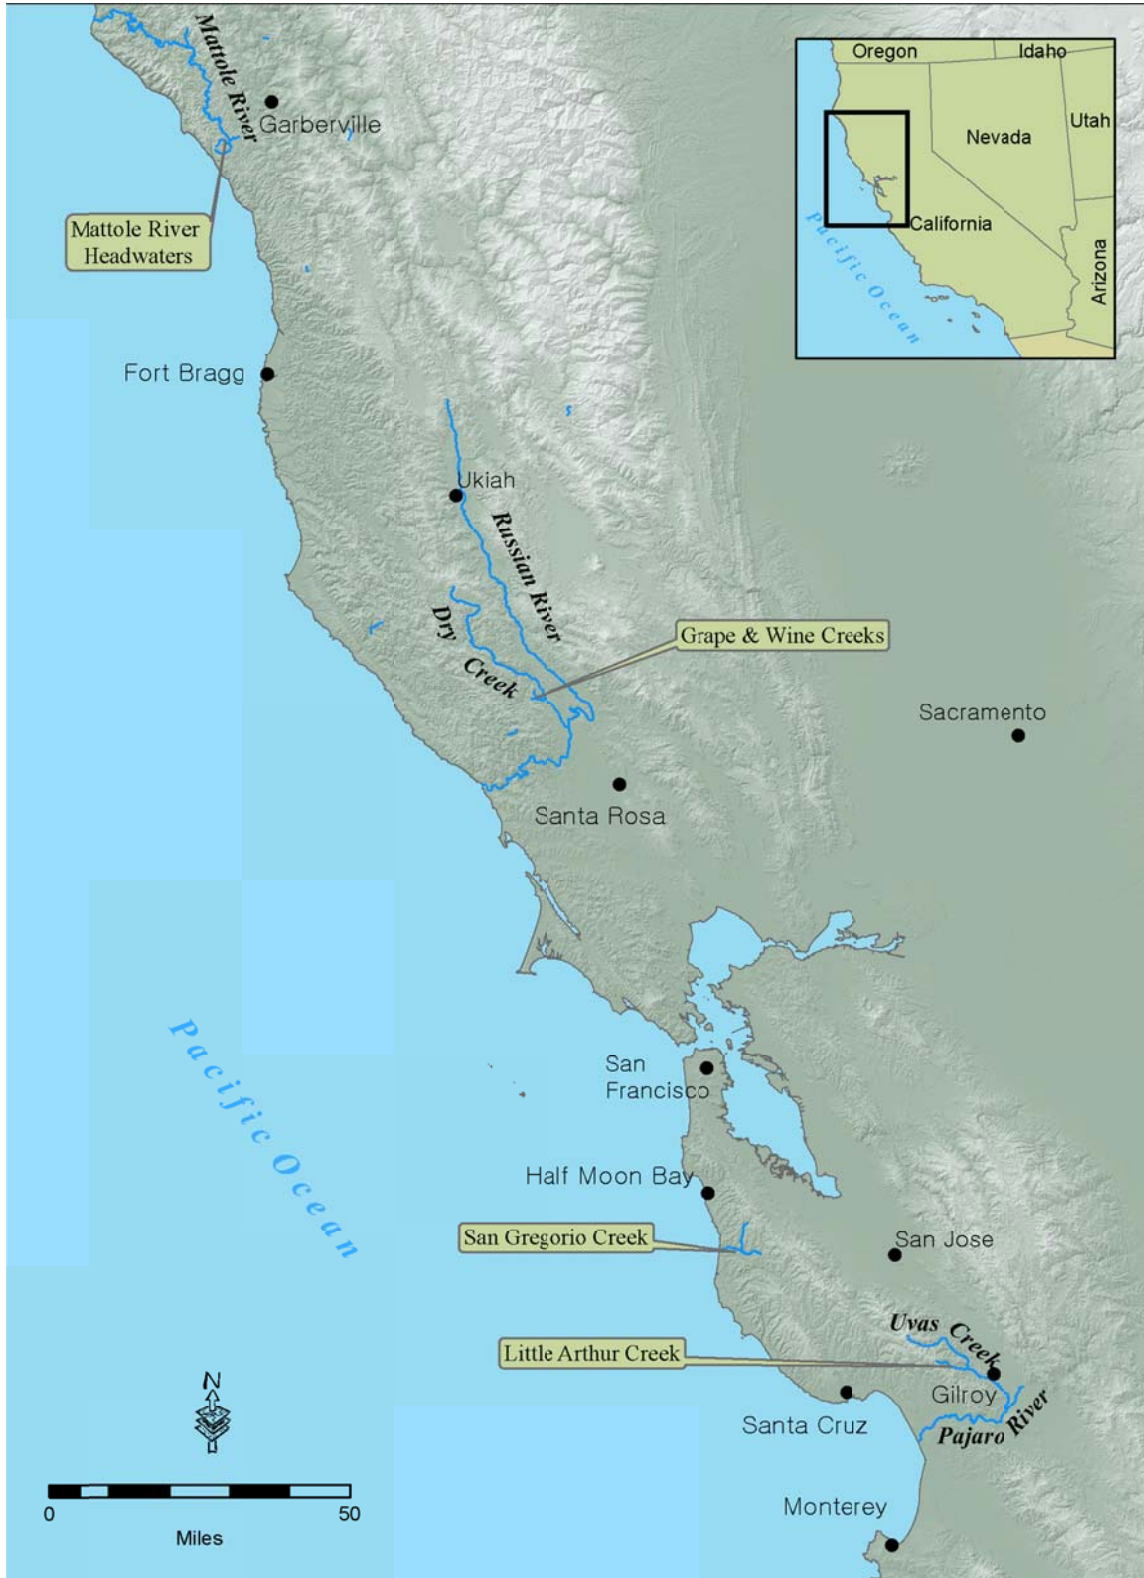 Mattole River
Garberville
Mattole River
Headwaters
Oregon
Idaho
Nevada
Utah
California
Arizona
Pacific Ocean
Fort Bragg
Ukiah
Russian River
Dry Creek
Grape & Wine Creeks
Sacramento
Santa Rosa
Pacific Ocean
San
Francisco
Half Moon Bay
San Gregorio Creek
San Jose
Uvas Creek
Little Arthur Creek
Gilroy
Santa Cruz
Pajaro River
N
0 50
Miles
Monterey